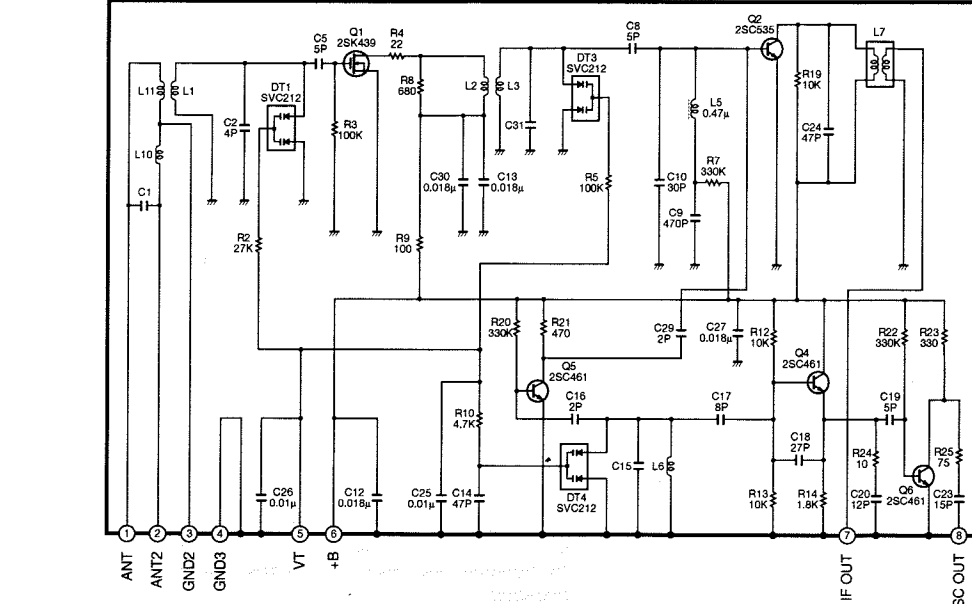 Q1
2SK439
R4
22
C5
5P
C8
5P
Q2
2SC535
L7
L11
L1
DT1
SVC212
R8
680
L2
L3
DT3
SVC212
R19
10K
L5
0.47μ
C2
4P
R3
100K
C31
C24
47P
L10
C30
0.018μ
C13
0.018μ
R5
100K
C10
30P
R7
330K
C1
C9
470P
R2
27K
R9
100
R20
330K
R21
470
C29
2P
C27
0.018μ
R12
10K
Q4
2SC461
R22
330K
R23
330
Q5
2SC461
C16
2P
C17
8P
C19
5P
R10
4.7K
C18
27P
R24
10
R25
75
C15
L6
C26
0.01μ
C12
0.018μ
C25
0.01μ
C14
47P
DT4
SVC212
R13
10K
R14
1.8K
C20
12P
Q6
2SC461
C23
15P
1
2
3
4
5
6
7
8
ANT
ANT2
GND2
GND3
VT
+B
IF OUT
SC OUT